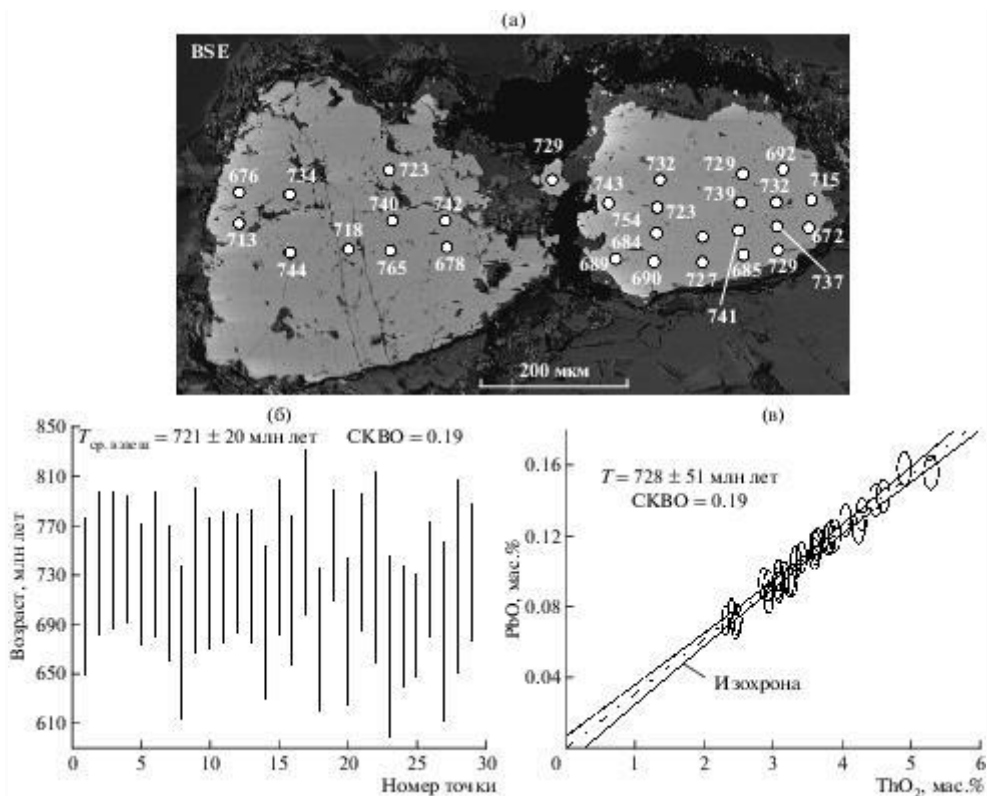 (а)
BSE
729
676
734
723
743
732
729
692
715
740
742
754
723
739
732
713
718
684
672
744
765
678
689
690
727
685
729
737
741
200 мкм
(б)
850
810
770
730
690
650
610
Возраст, млн лет
Tср. взвеш = 721 ± 20 млн лет СКВО = 0.19
0 5 10 15 20 25 30
Номер точки
(в)
0.16
0.12
0.08
0.04
PbO, мас.%
T = 728 ± 51 млн лет
СКВО = 0.19
Изохрона
0 1 2 3 4 5 6
ThO2, мас.%